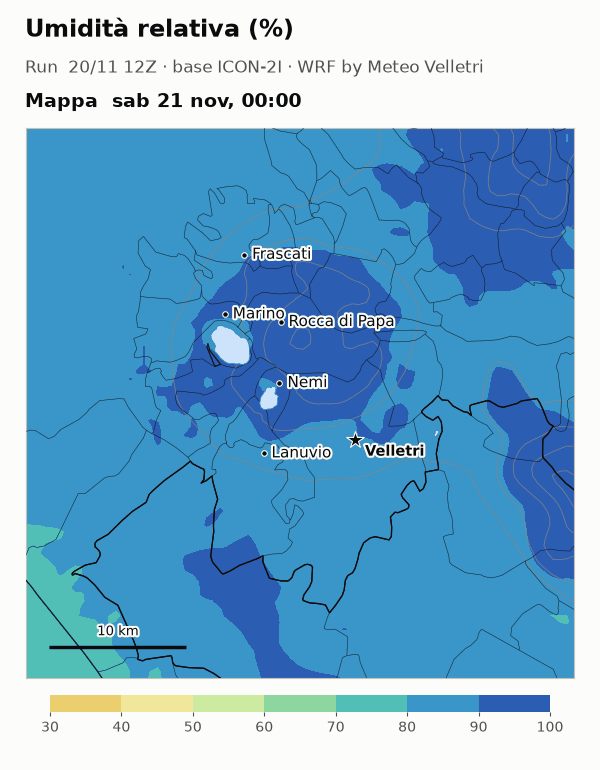 Umidità relativa (%)
Run  20/11 12Z · base ICON-2I · WRF by Meteo Velletri
Mappa  sab 21 nov, 00:00
Frascati
Marino
Rocca di Papa
Nemi
Velletri
Lanuvio
10 km
30 40 50 60 70 80 90 100